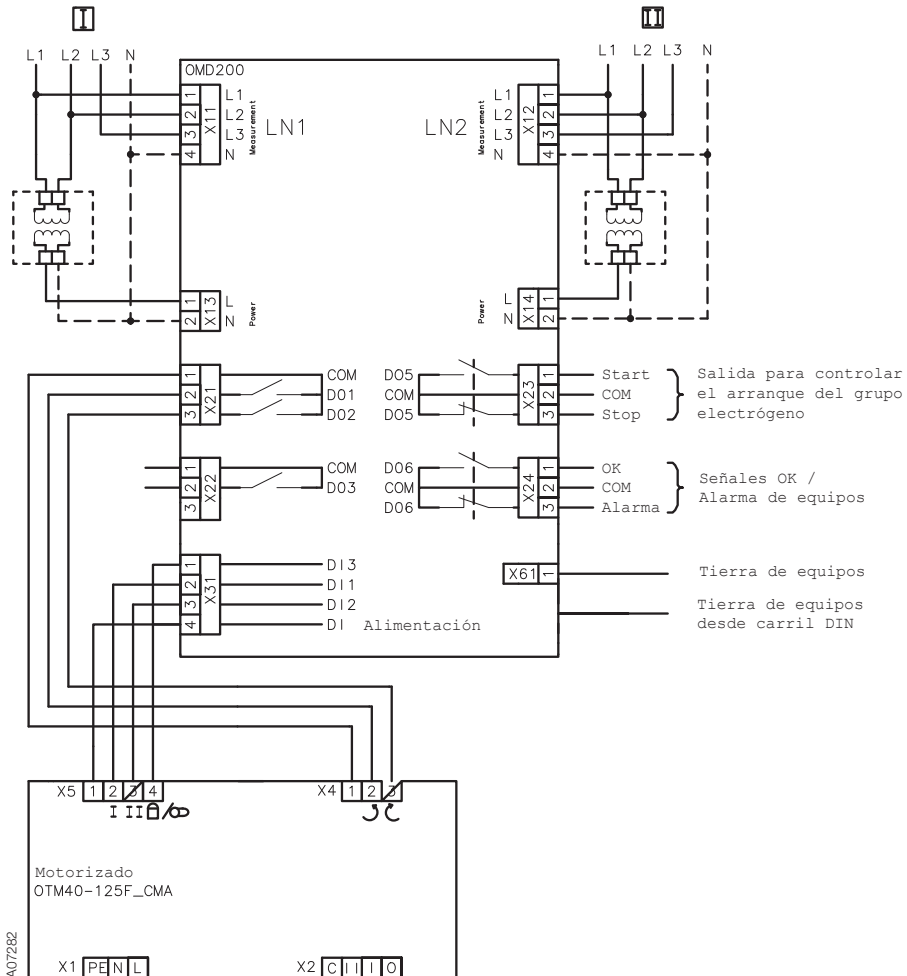 I
II
L1 L2 L3 N
L1 L2 L3 N
OMD200
1 L1
2 L2
3 L3
4 N
X11
Measurement
LN1
LN2
Measurement
L1 1
L2 2
L3 3
N 4
X12
1 L
2 N
X13
Power
Power
L 1
N 2
X14
1 COM
2 DO1
3 DO2
X21
DO5 1 Start
COM 2 COM
DO5 3 Stop
X23
Salida para controlar
el arranque del grupo
electrógeno
1 COM
2 DO3
3
X22
DO6 1 OK
COM 2 COM
DO6 3 Alarma
X24
Señales OK /
Alarma de equipos
1 DI3
2 DI1
3 DI2
4 DI Alimentación
X31
X61 1
Tierra de equipos
Tierra de equipos
desde carril DIN
X5 1 2 3 4
I II
X4 1 2 3
Motorizado
OTM40-125F_CMA
A07282
X1 PE N L
X2 C II I O